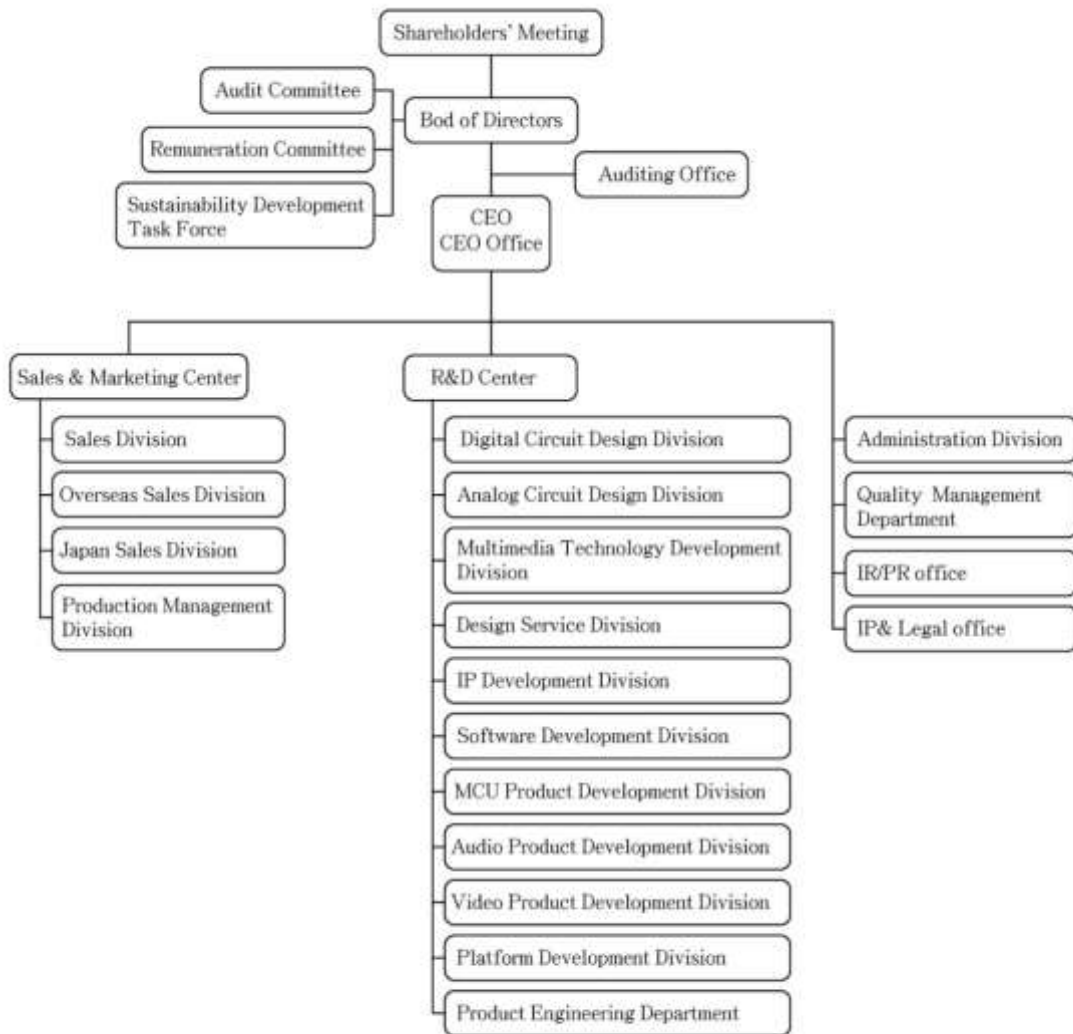 Shareholders' Meeting
Audit Committee
Bod of Directors
Remuneration Committee
Auditing Office
Sustainability Development
Task Force
CEO
CEO Office
Sales & Marketing Center
R&D Center
Sales Division
Overseas Sales Division
Japan Sales Division
Production Management
Division
Digital Circuit Design Division
Analog Circuit Design Division
Multimedia Technology Development
Division
Design Service Division
IP Development Division
Software Development Division
MCU Product Development Division
Audio Product Development Division
Video Product Development Division
Platform Development Division
Product Engineering Department
Administration Division
Quality Management
Department
IR/PR office
IP& Legal office